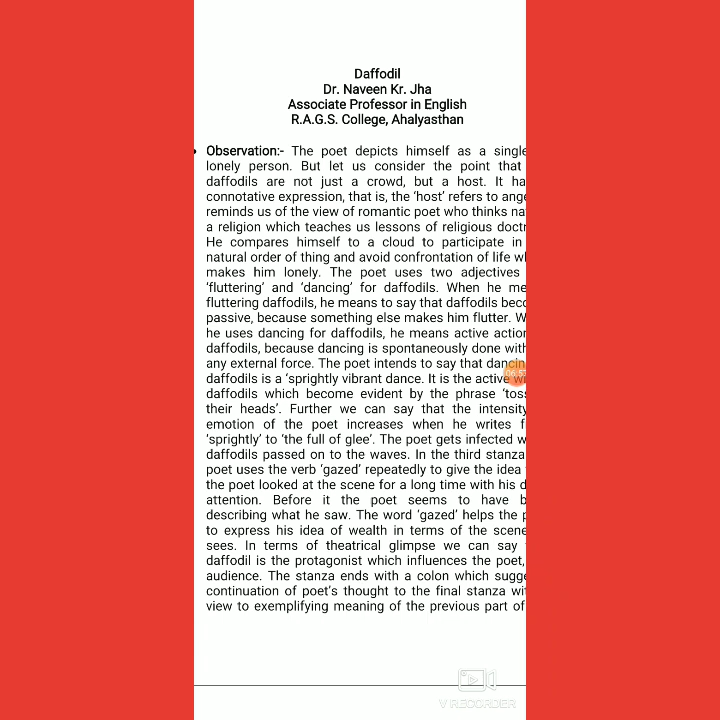 Daffodil
Dr. Naveen Kr. Jha
Associate Professor in English
R.A.G.S. College, Ahalyasthan
• Observation:- The poet depicts himself as a single
lonely person. But let us consider the point that
daffodils are not just a crowd, but a host. It ha
connotative expression, that is, the ‘host’ refers to ange
reminds us of the view of romantic poet who thinks na
a religion which teaches us lessons of religious doctr
He compares himself to a cloud to participate in
natural order of thing and avoid confrontation of life wh
makes him lonely. The poet uses two adjectives
‘fluttering’ and ‘dancing’ for daffodils. When he me
fluttering daffodils, he means to say that daffodils beco
passive, because something else makes him flutter. W
he uses dancing for daffodils, he means active action
daffodils, because dancing is spontaneously done with
any external force. The poet intends to say that dancin
daffodils is a ‘sprightly vibrant dance. It is the active wi
daffodils which become evident by the phrase ‘toss
their heads’. Further we can say that the intensity
emotion of the poet increases when he writes f
‘sprightly’ to ‘the full of glee’. The poet gets infected w
daffodils passed on to the waves. In the third stanza
poet uses the verb ‘gazed’ repeatedly to give the idea
the poet looked at the scene for a long time with his d
attention. Before it the poet seems to have b
describing what he saw. The word ‘gazed’ helps the p
to express his idea of wealth in terms of the scene
sees. In terms of theatrical glimpse we can say
daffodil is the protagonist which influences the poet,
audience. The stanza ends with a colon which sugge
continuation of poet’s thought to the final stanza wit
view to exemplifying meaning of the previous part of
V RECORDER